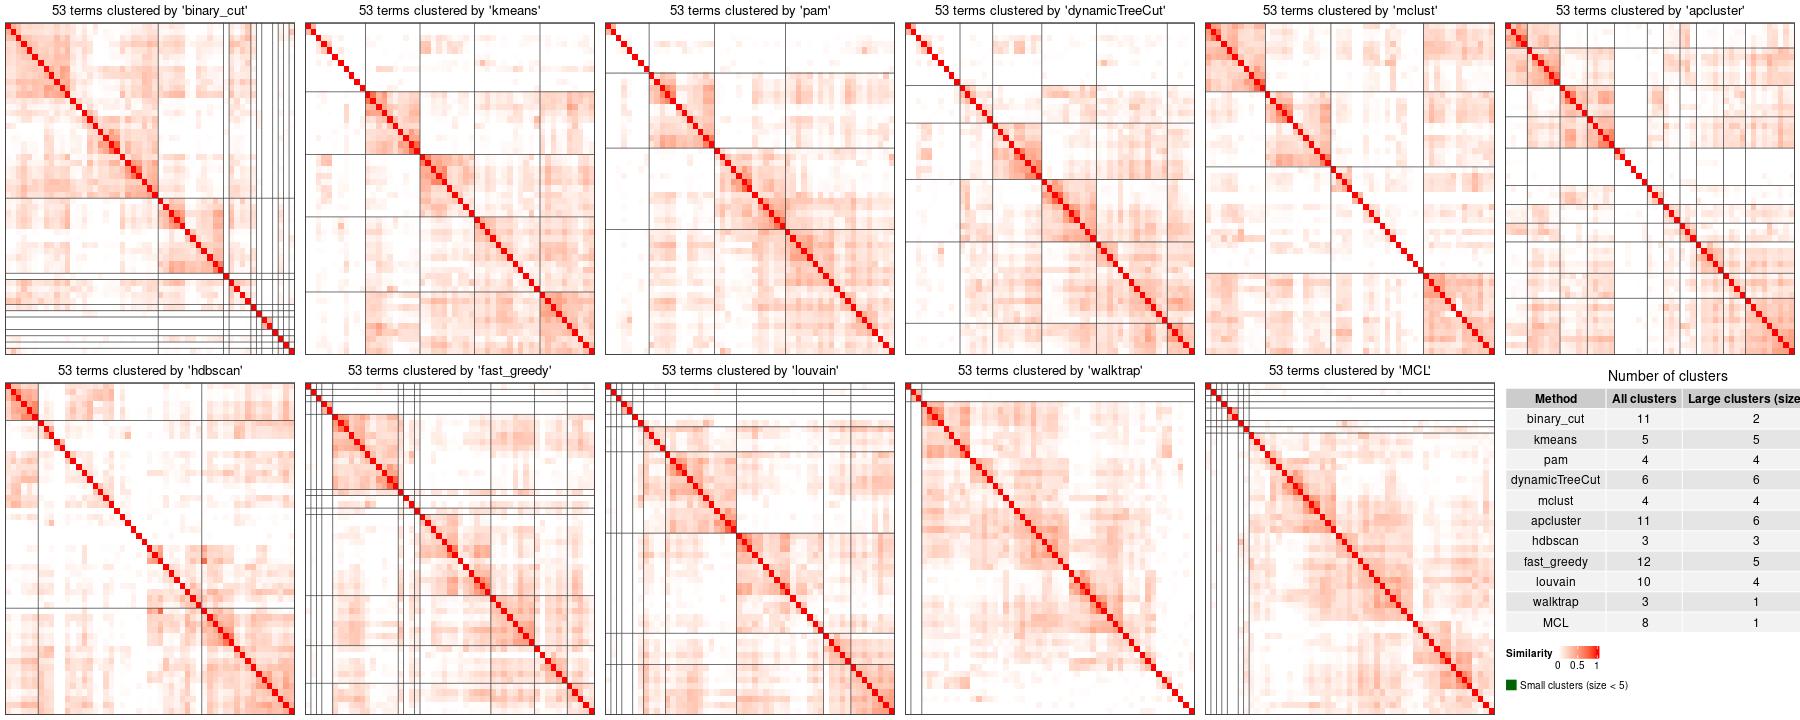 53 terms clustered by 'binary_cut'
53 terms clustered by 'kmeans'
53 terms clustered by 'pam'
53 terms clustered by 'dynamicTreeCut'
53 terms clustered by 'mclust'
53 terms clustered by 'apcluster'
53 terms clustered by 'hdbscan'
53 terms clustered by 'fast_greedy'
53 terms clustered by 'louvain'
53 terms clustered by 'walktrap'
53 terms clustered by 'MCL'
Number of clusters
Method All clusters Large clusters (size
binary_cut 11 2
kmeans 5 5
pam 4 4
dynamicTreeCut 6 6
mclust 4 4
apcluster 11 6
hdbscan 3 3
fast_greedy 12 5
louvain 10 4
walktrap 3 1
MCL 8 1
Similarity
0 0.5 1
Small clusters (size < 5)